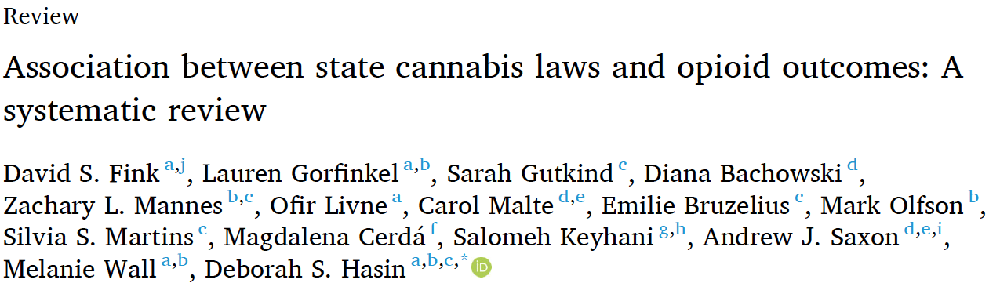 Review
Association between state cannabis laws and opioid outcomes: A
systematic review
David S. Fink a,j, Lauren Gorfinkel a,b, Sarah Gutkind c, Diana Bachowski d,
Zachary L. Mannes b,c, Ofir Livne a, Carol Malte d,e, Emilie Bruzelius c, Mark Olfson b,
Silvia S. Martins c, Magdalena Cerdá f, Salomeh Keyhani g,h, Andrew J. Saxon d,e,i,
Melanie Wall a,b, Deborah S. Hasin a,b,c,* iD